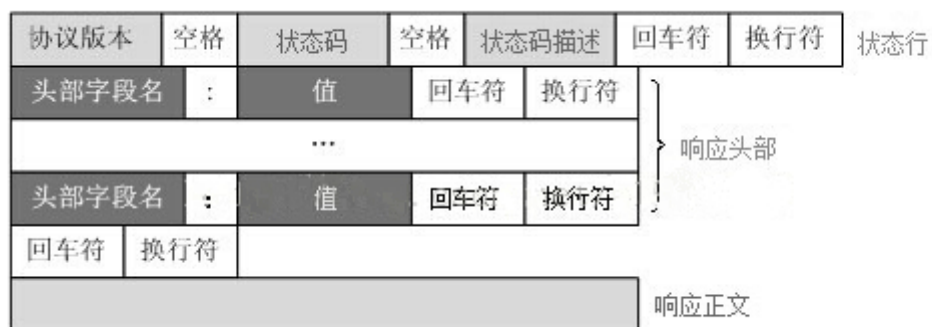 协议版本 空格 状态码 空格 状态码描述 回车符 换行符 状态行
头部字段名 : 值 回车符 换行符
... 响应头部
头部字段名 : 值 回车符 换行符
回车符 换行符
响应正文